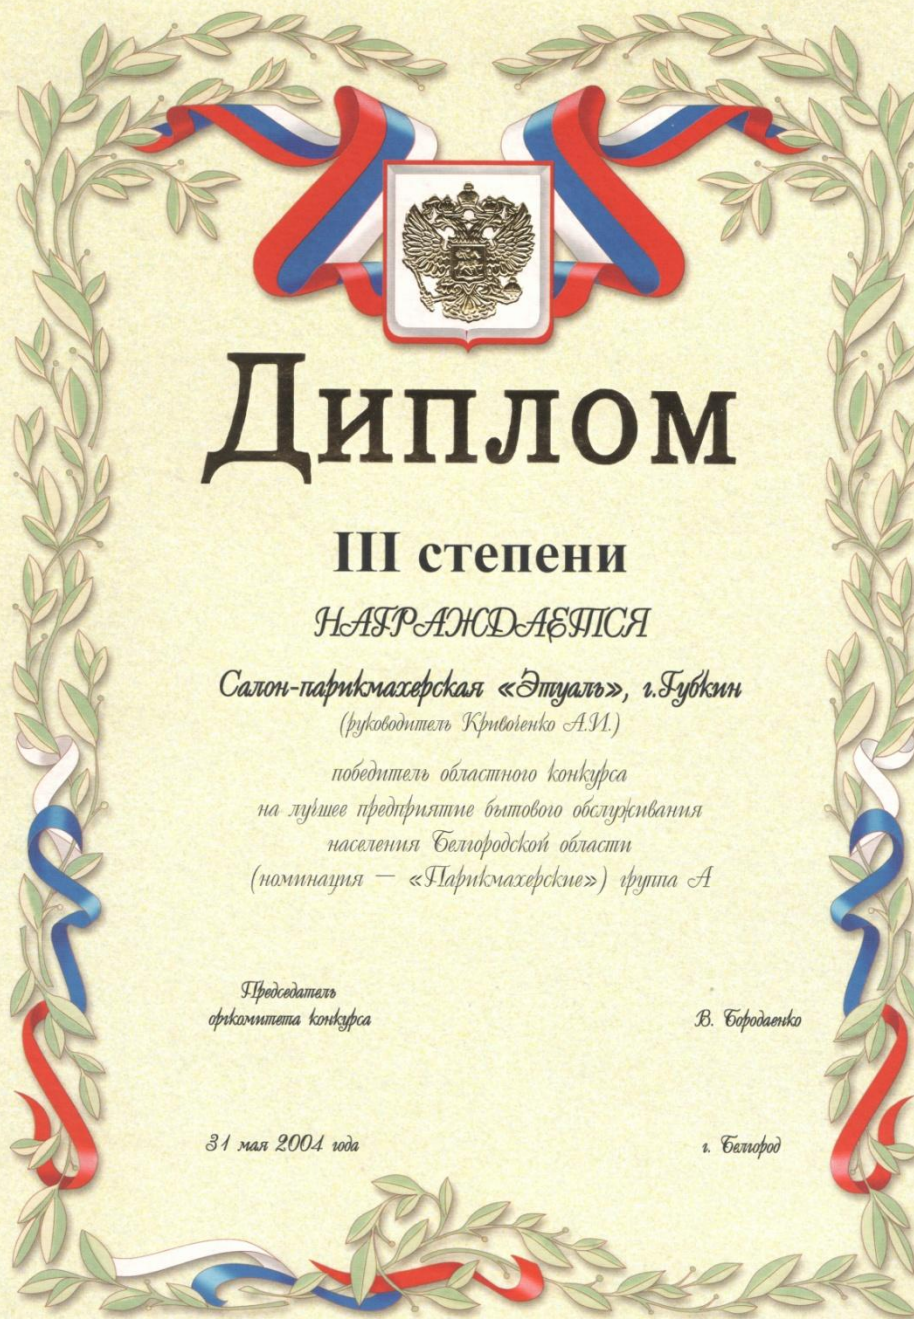 Диплом
III степени
НАГРАЖДАЕТСЯ
Салон-парикмахерская «Этуаль», г.Губкин
(руководитель Кривоченко А.И.)
победитель областного конкурса
на лучшее предприятие бытового обслуживания
населения Белгородской области
(номинация — «Парикмахерские») группа А
Председатель
оргкомитета конкурса
В. Бородаенко
31 мая 2004 года
г. Белгород